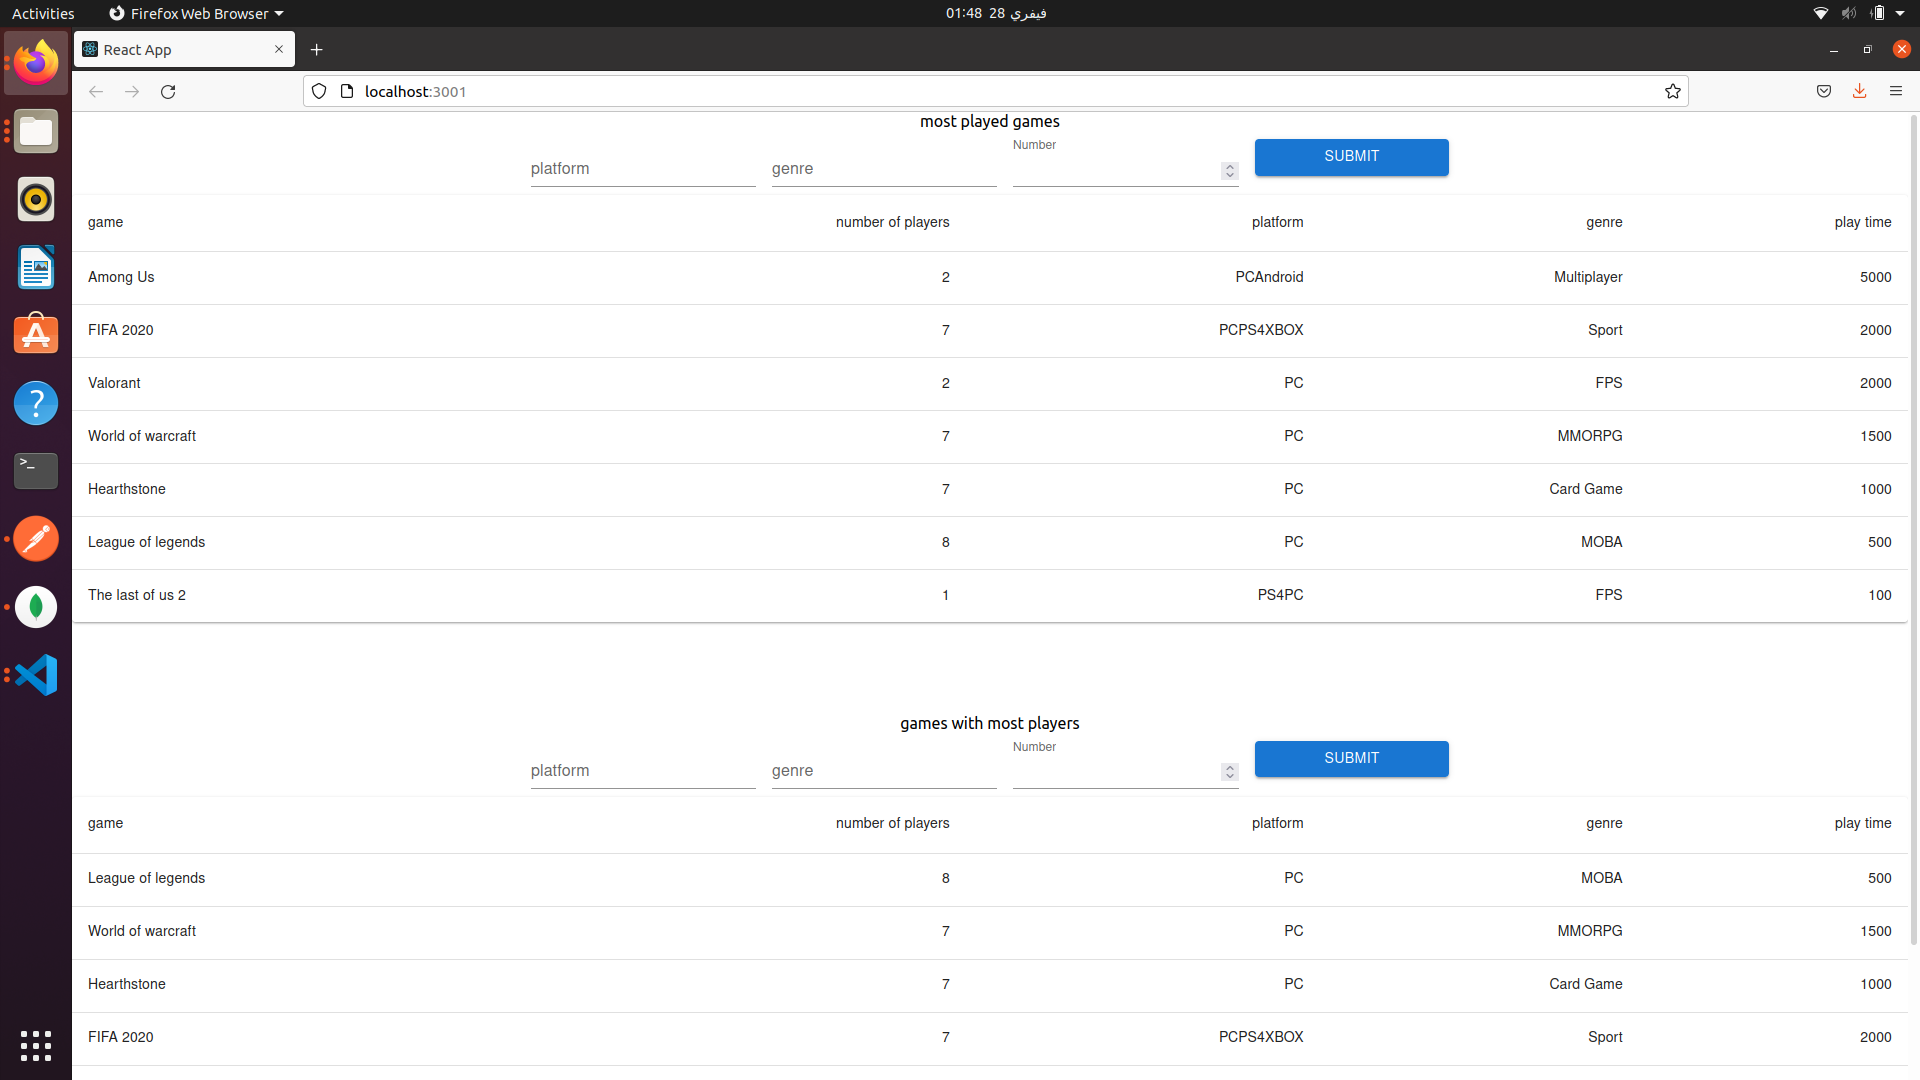 Activities Firefox Web Browser 01:48 28 فيفري
React App
localhost:3001
most played games
platform genre Number SUBMIT
game number of players platform genre play time
Among Us 2 PCAndroid Multiplayer 5000
FIFA 2020 7 PCPS4XBOX Sport 2000
Valorant 2 PC FPS 2000
World of warcraft 7 PC MMORPG 1500
Hearthstone 7 PC Card Game 1000
League of legends 8 PC MOBA 500
The last of us 2 1 PS4PC FPS 100
games with most players
platform genre Number SUBMIT
game number of players platform genre play time
League of legends 8 PC MOBA 500
World of warcraft 7 PC MMORPG 1500
Hearthstone 7 PC Card Game 1000
FIFA 2020 7 PCPS4XBOX Sport 2000